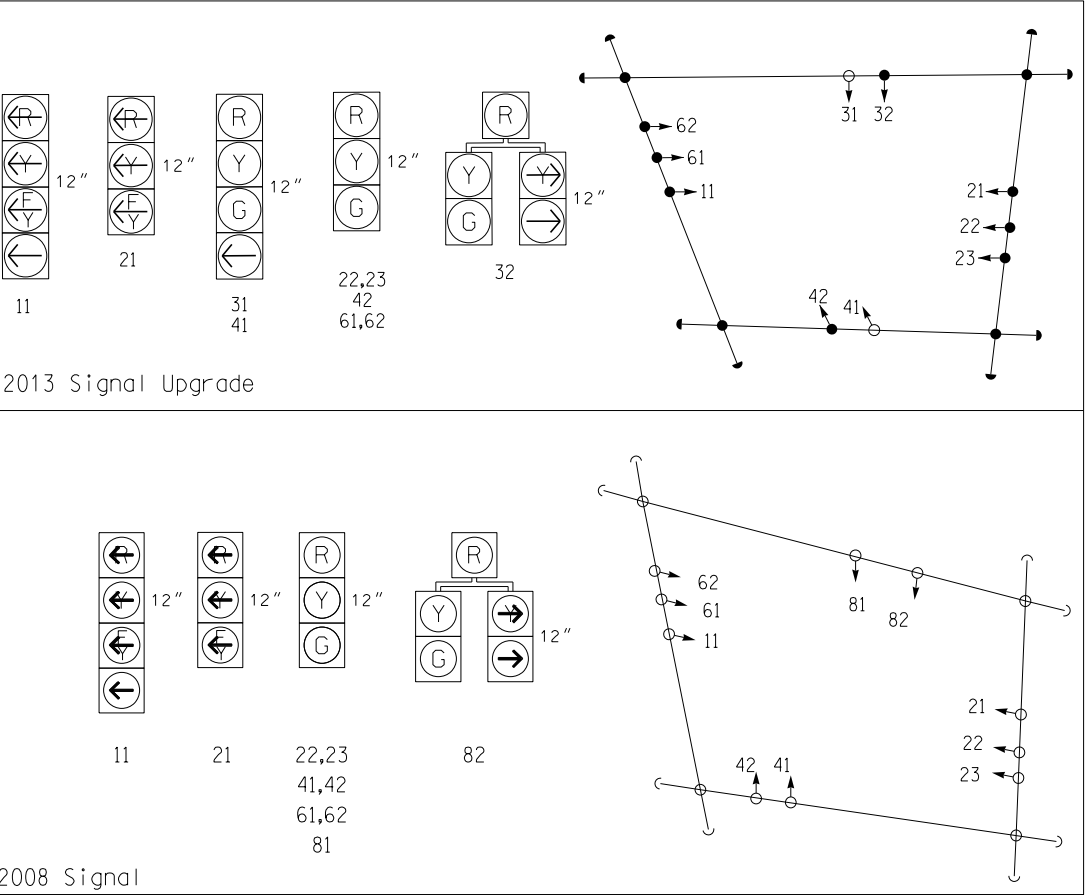 R
Y
F
Y
12"
11
R
Y
F
Y
12"
21
R
Y
G
12"
31
41
R
Y
G
12"
22,23
42
61,62
R
Y
G
Y
12"
32
31
32
62
61
11
21
22
23
42
41
2013 Signal Upgrade
R
Y
F
Y
12"
11
R
Y
F
Y
12"
21
R
Y
G
12"
22,23
41,42
61,62
81
R
Y
G
Y
12"
82
62
61
11
81
82
21
22
23
42
41
2008 Signal